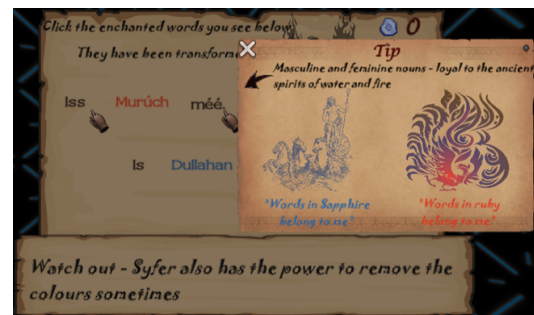 Click the enchanted words you see below
0
They have been transform
Tip
Masculine and feminine nouns - loyal to the ancient
spirits of water and fire
Iss Murúch méé
Is Dullahan
"Words in Sapphire
belong to me"
"Words in ruby
belong to me"
Watch out - Syfer also has the power to remove the
colours sometimes